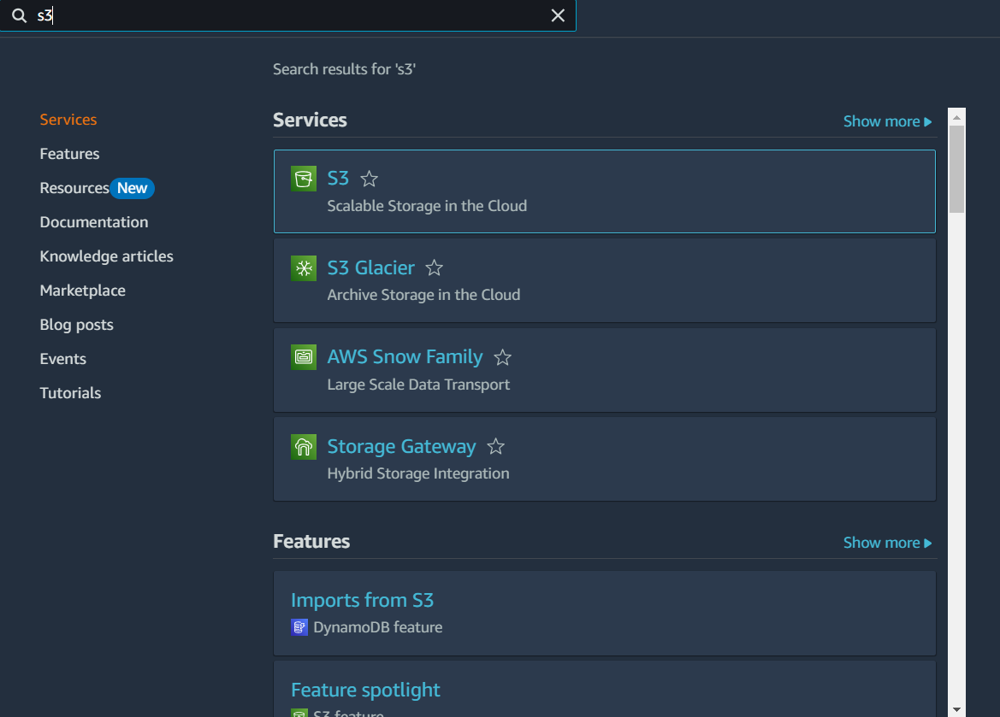 s3
Search results for 's3'
Services
Features
Resources New
Documentation
Knowledge articles
Marketplace
Blog posts
Events
Tutorials
Services
Show more
S3
Scalable Storage in the Cloud
S3 Glacier
Archive Storage in the Cloud
AWS Snow Family
Large Scale Data Transport
Storage Gateway
Hybrid Storage Integration
Features
Show more
Imports from S3
DynamoDB feature
Feature spotlight
S3 feature